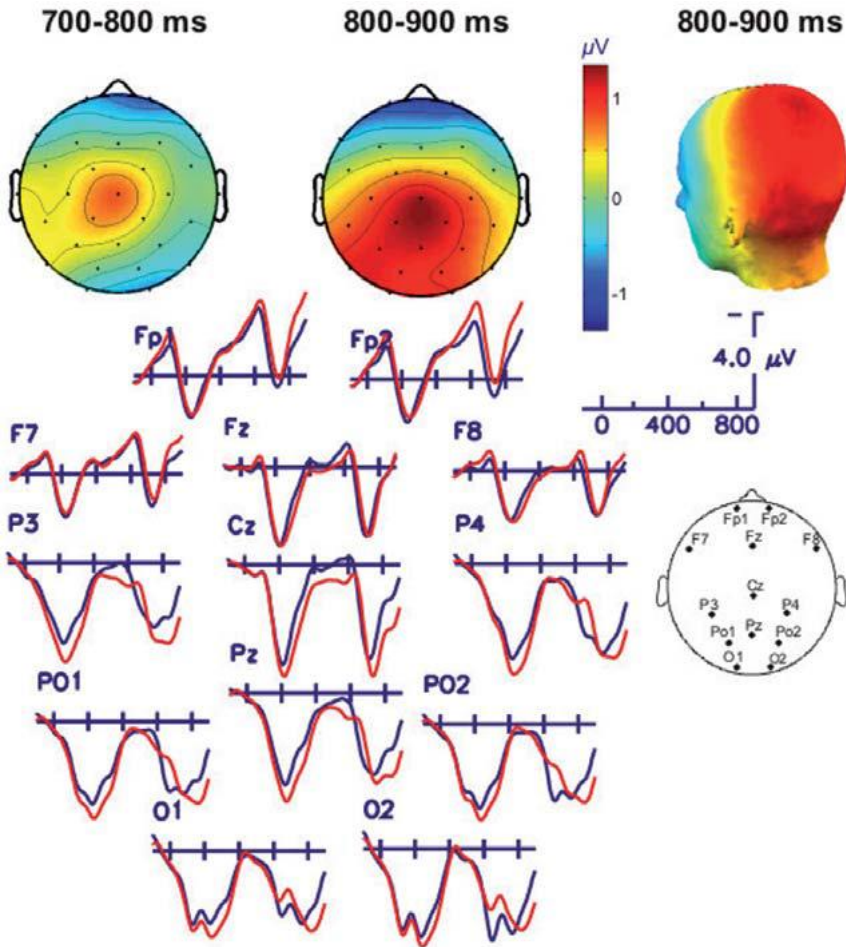 700-800 ms
800-900 ms
800-900 ms
µV
1
0
-1
Fp1
Fp2
4.0 µV
0 400 800
F7
Fz
F8
P3
Cz
P4
Pz
PO1
PO2
O1
O2
Fp1 Fp2
F7 Fz F8
Cz
P3 P4
Po1 Pz Po2
O1 O2